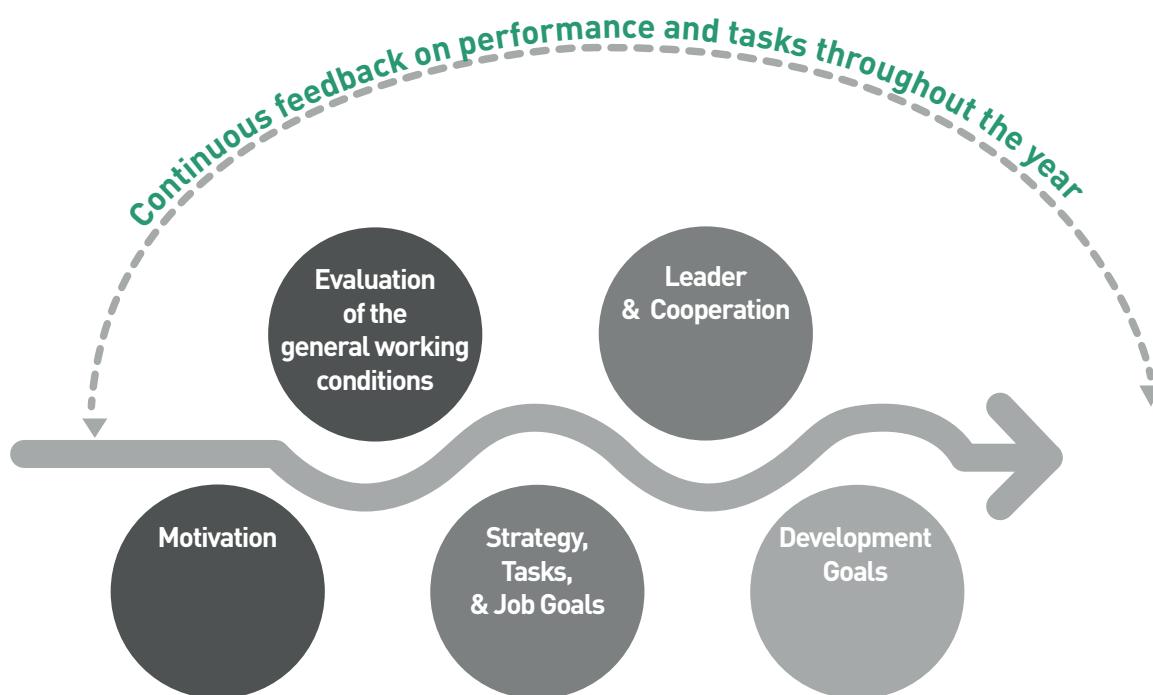 Continuous feedback on performance and tasks throughout the year
Evaluation
of the
general working
conditions
Leader
& Cooperation
Motivation
Strategy,
Tasks,
& Job Goals
Development
Goals